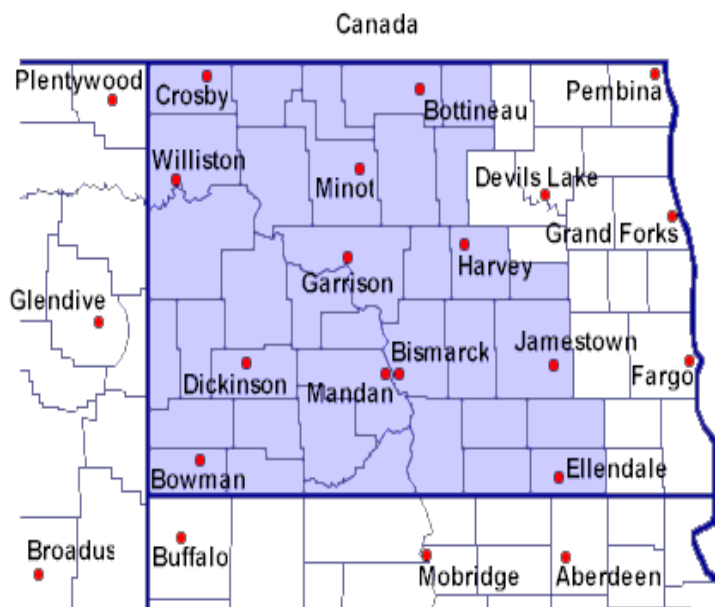 Canada
Plentywood
Crosby
Bottineau
Pembina
Williston
Minot
Devils Lake
Grand Forks
Garrison
Harvey
Glendive
Dickinson
Mandan
Bismarck
Jamestown
Fargo
Bowman
Ellendale
Broadus
Buffalo
Mobridge
Aberdeen